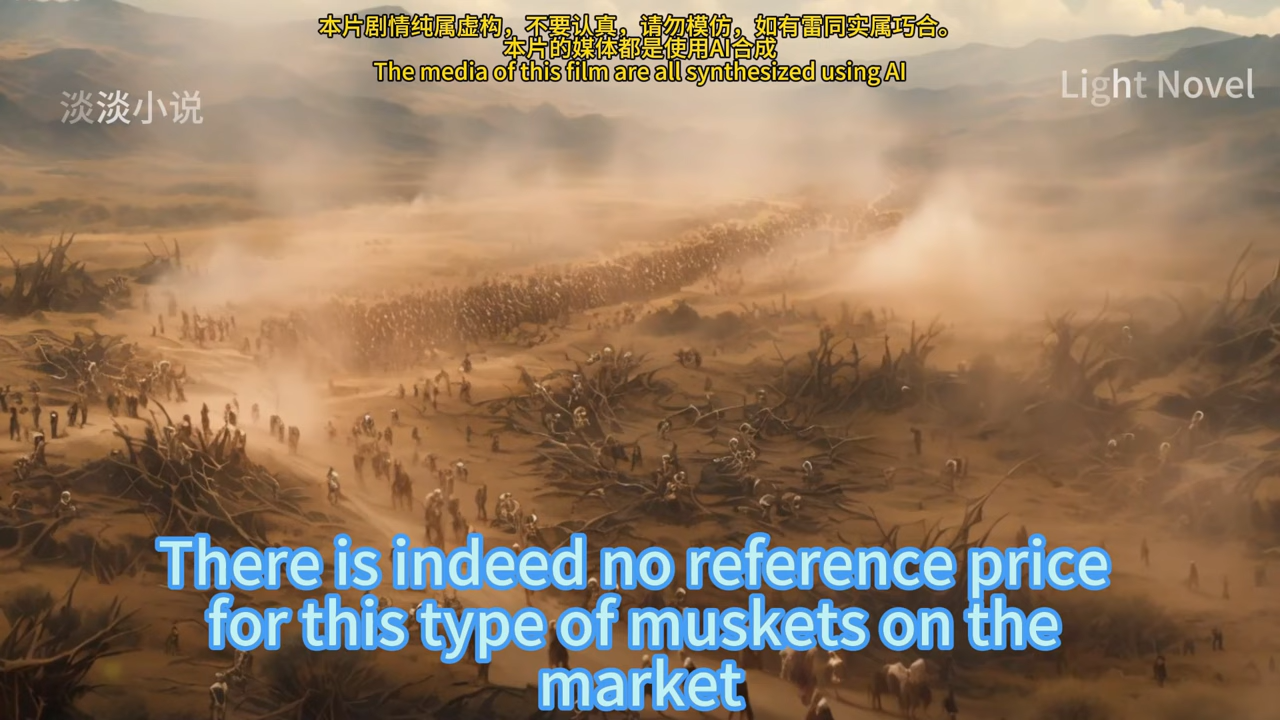 本片剧情纯属虚构，不要认真，请勿模仿，如有雷同实属巧合。
本片的媒体都是使用AI合成
The media of this film are all synthesized using AI
淡淡小说
Light Novel
There is indeed no reference price
for this type of muskets on the
market